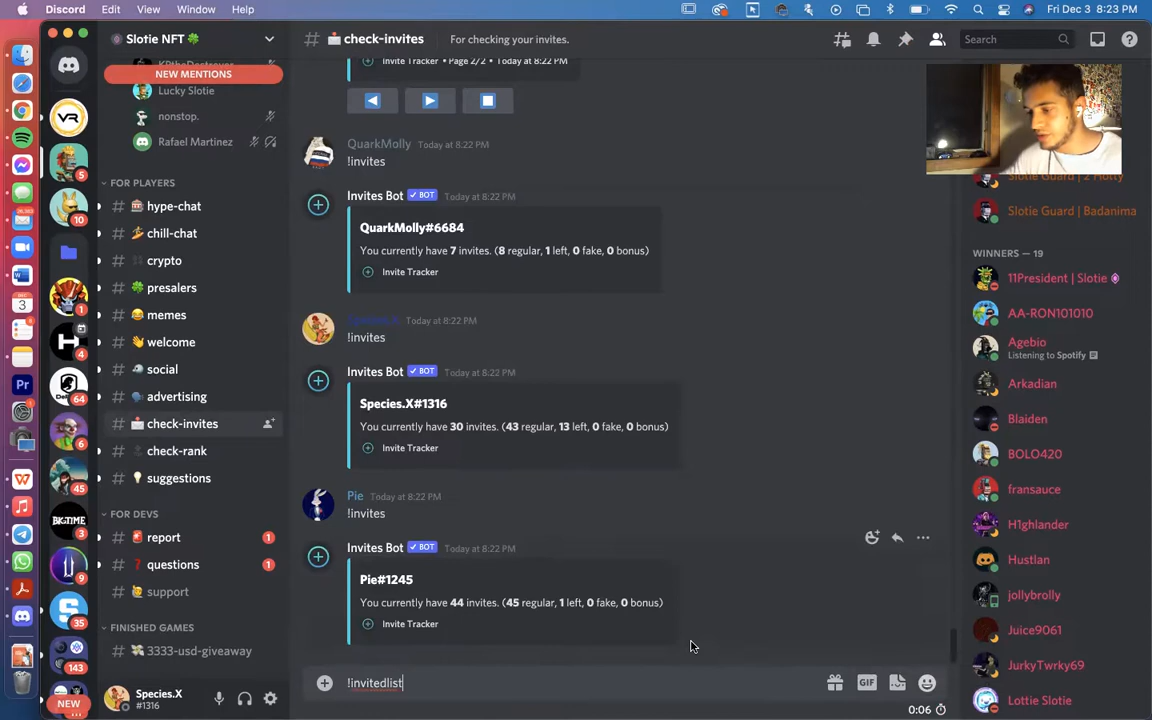 Discord Edit View Window Help Fri Dec 3 8:23 PM
Slotie NFT 🍀
NEW MENTIONS
Lucky Slotie
nonstop.
Rafael Martinez
FOR PLAYERS
hype-chat
chill-chat
crypto
presalers
memes
welcome
social
advertising
check-invites
check-rank
suggestions
FOR DEVS
report 1
questions 1
support
FINISHED GAMES
3333-usd-giveaway
Species.X
#1316
NEW
# check-invites For checking your invites.
Search
Invite Tracker • Page 2/2 • Today at 8:22 PM
QuarkMolly Today at 8:22 PM
!invites
Invites Bot ✓ BOT Today at 8:22 PM
QuarkMolly#6684
You currently have 7 invites. (8 regular, 1 left, 0 fake, 0 bonus)
Invite Tracker
Species.X Today at 8:22 PM
!invites
Invites Bot ✓ BOT Today at 8:22 PM
Species.X#1316
You currently have 30 invites. (43 regular, 13 left, 0 fake, 0 bonus)
Invite Tracker
Pie Today at 8:22 PM
!invites
Invites Bot ✓ BOT Today at 8:22 PM
Pie#1245
You currently have 44 invites. (45 regular, 1 left, 0 fake, 0 bonus)
Invite Tracker
!invitedlist
GIF
0:06
Slotie Guard | Badanima
WINNERS — 19
11President | Slotie
AA-RON101010
Agebio
Listening to Spotify
Arkadian
Blaiden
BOLO420
fransauce
H1ghlander
Hustlan
jollybrolly
Juice9061
JurkyTwrky69
Lottie Slotie